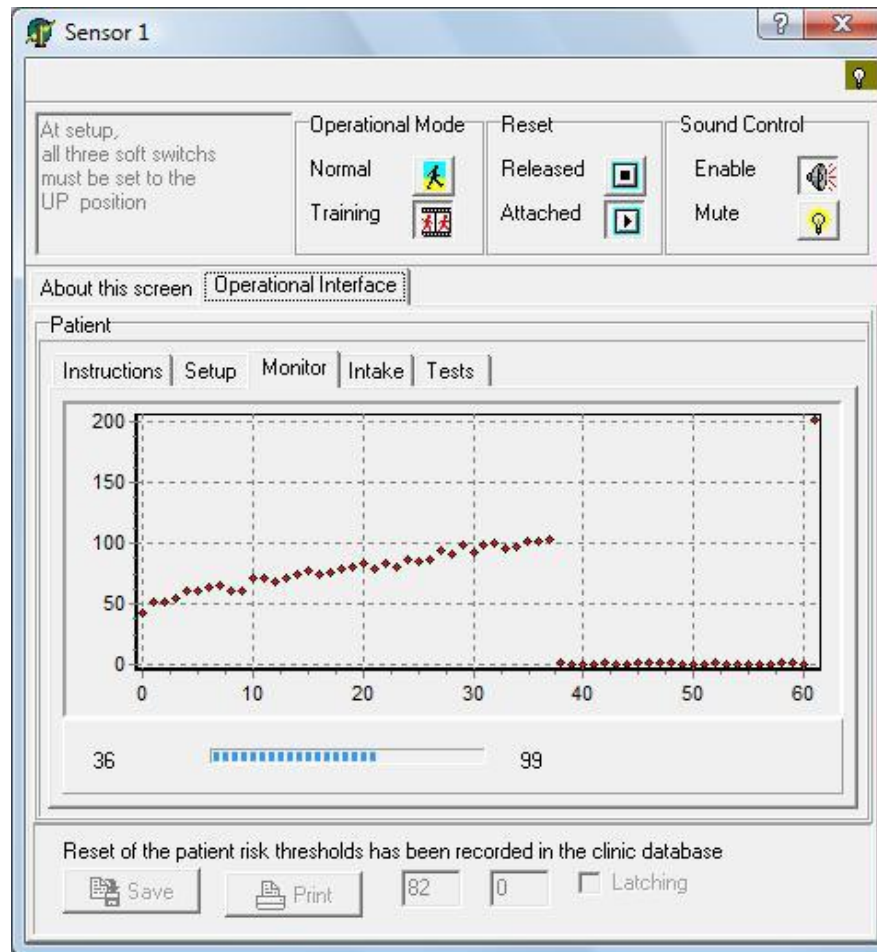 Sensor 1
At setup,
all three soft switchs
must be set to the
UP position
Operational Mode
Normal
Training
Reset
Released
Attached
Sound Control
Enable
Mute
About this screen Operational Interface
Patient
Instructions Setup Monitor Intake Tests
200
150
100
50
0
0 10 20 30 40 50 60
36 99
Reset of the patient risk thresholds has been recorded in the clinic database
Save Print 82 0 Latching